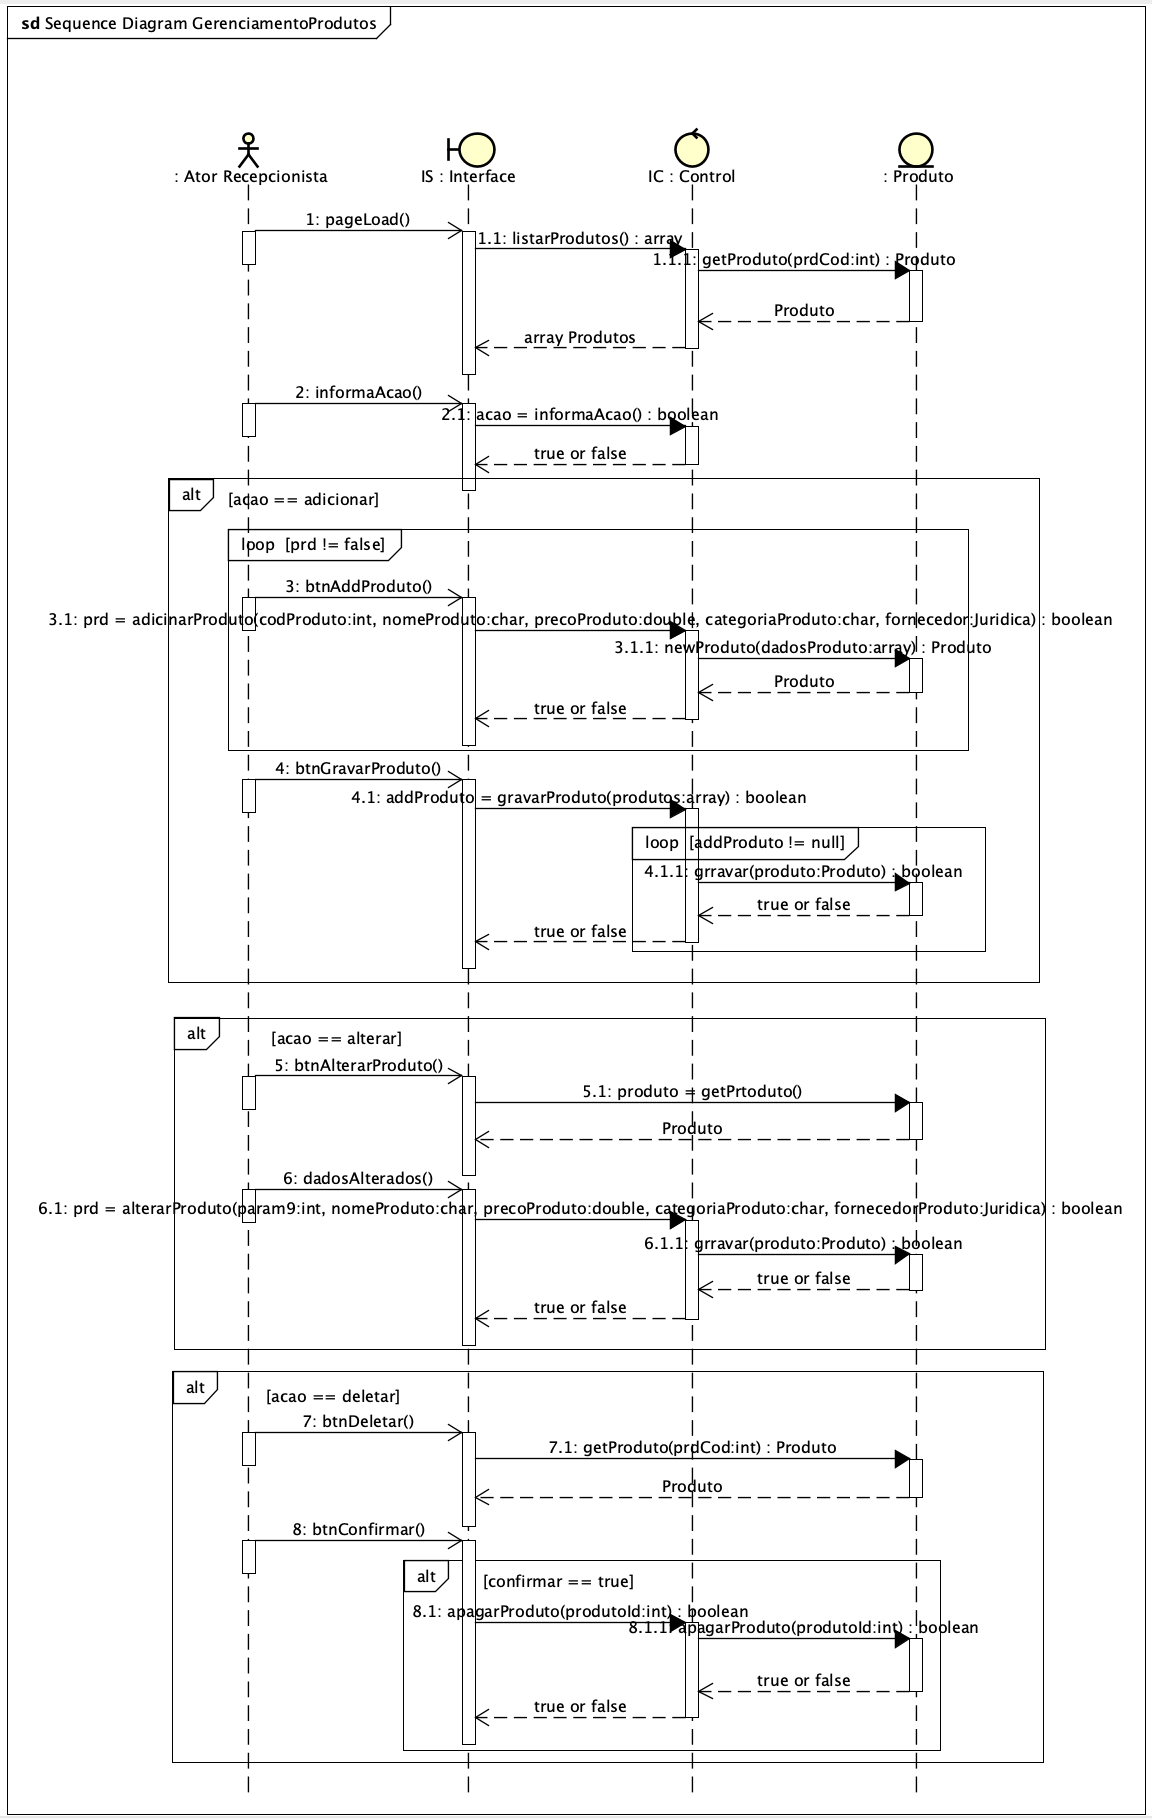 sd Sequence Diagram GerenciamentoProdutos
: Ator Recepcionista
IS : Interface
IC : Control
: Produto
1: pageLoad()
1.1: listarProdutos() : array
1.1.1: getProduto(prdCod:int) : Produto
Produto
array Produtos
2: informaAcao()
2.1: acao = informaAcao() : boolean
true or false
alt
[acao == adicionar]
loop [prd != false]
3: btnAddProduto()
3.1: prd = adicinarProduto(codProduto:int, nomeProduto:char, precoProduto:double, categoriaProduto:char, fornecedor:Juridica) : boolean
3.1.1: newProduto(dadosProduto:array) : Produto
Produto
true or false
4: btnGravarProduto()
4.1: addProduto = gravarProduto(produtos:array) : boolean
loop [addProduto != null]
4.1.1: grravar(produto:Produto) : boolean
true or false
true or false
alt
[acao == alterar]
5: btnAlterarProduto()
5.1: produto = getPrtoduto()
Produto
6: dadosAlterados()
6.1: prd = alterarProduto(param9:int, nomeProduto:char, precoProduto:double, categoriaProduto:char, fornecedorProduto:Juridica) : boolean
6.1.1: grravar(produto:Produto) : boolean
true or false
true or false
alt
[acao == deletar]
7: btnDeletar()
7.1: getProduto(prdCod:int) : Produto
Produto
8: btnConfirmar()
alt
[confirmar == true]
8.1: apagarProduto(produtoId:int) : boolean
8.1.1: apagarProduto(produtoId:int) : boolean
true or false
true or false